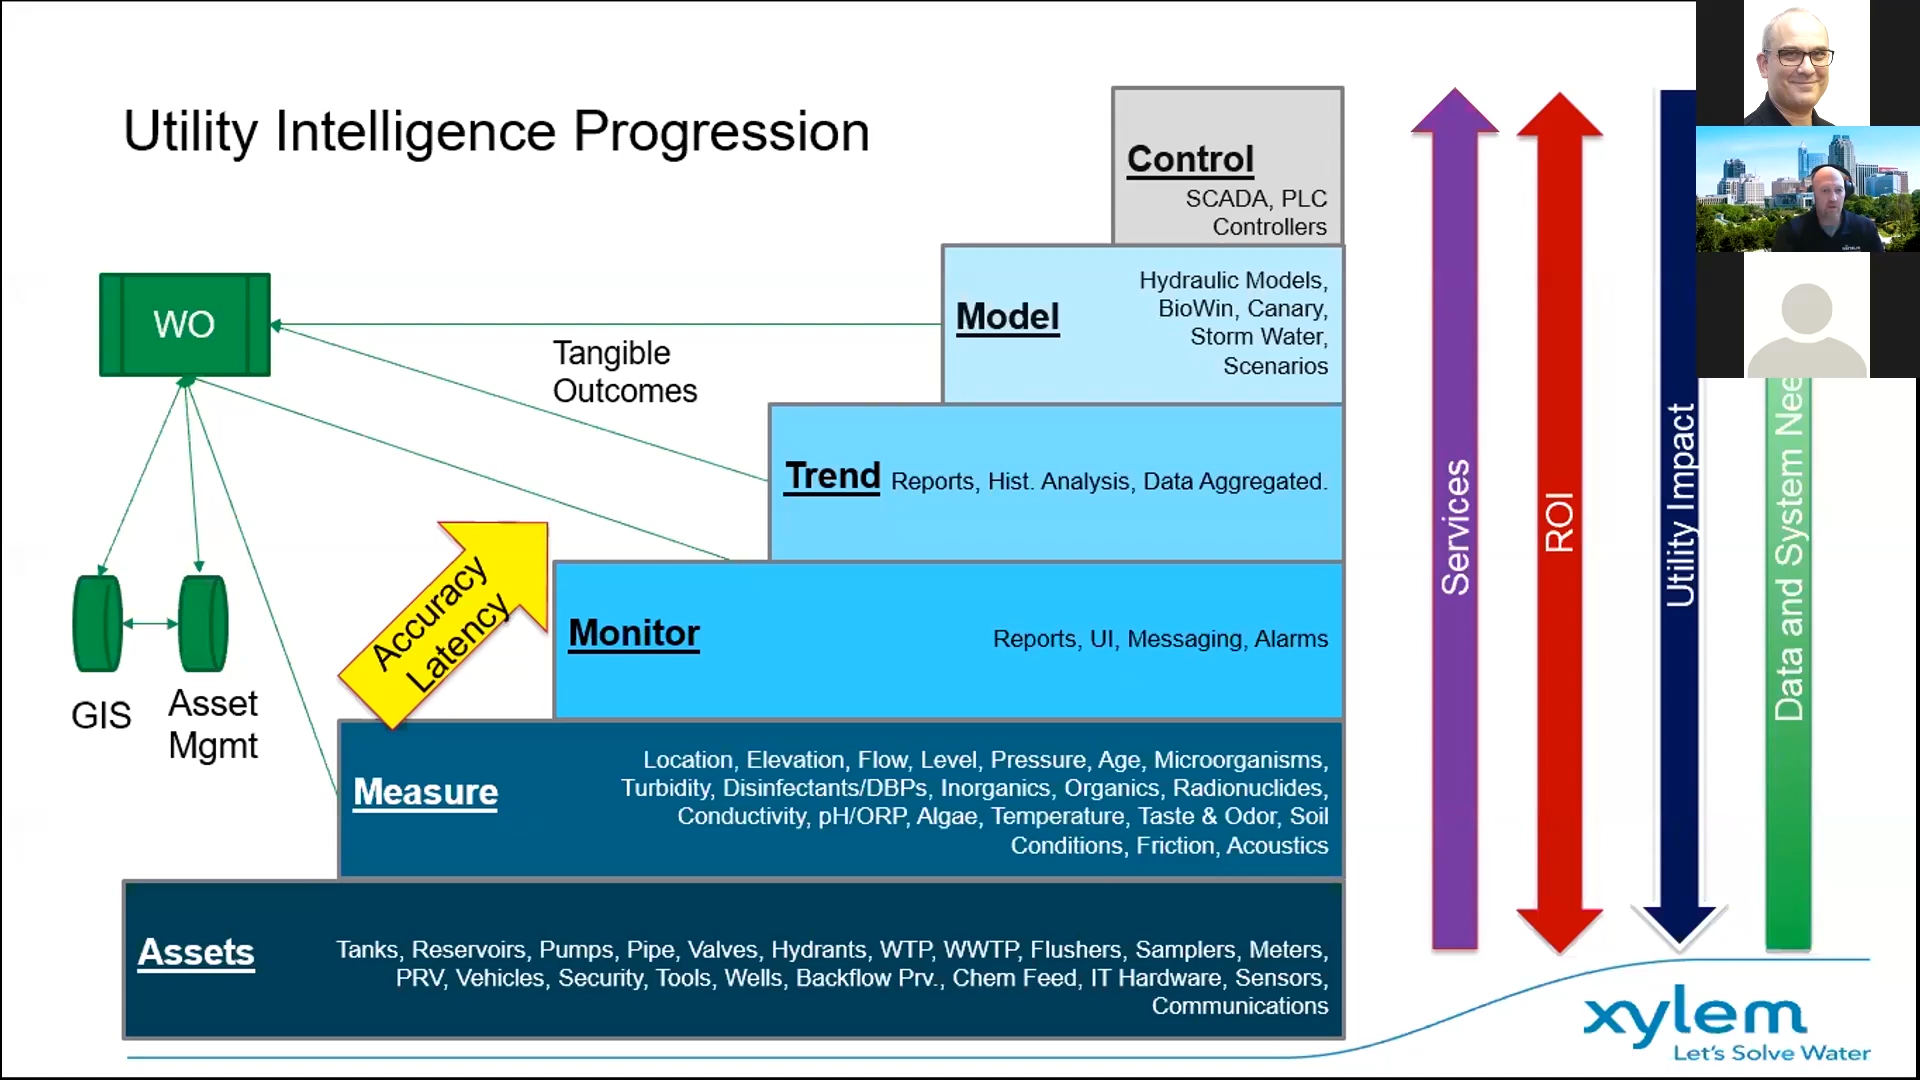 Utility Intelligence Progression
Control
SCADA, PLC
Controllers
Model
Hydraulic Models,
BioWin, Canary,
Storm Water,
Scenarios
WO
Tangible
Outcomes
Trend
Reports, Hist. Analysis, Data Aggregated.
Accuracy
Latency
Monitor
Reports, UI, Messaging, Alarms
GIS
Asset
Mgmt
Measure
Location, Elevation, Flow, Level, Pressure, Age, Microorganisms,
Turbidity, Disinfectants/DBPs, Inorganics, Organics, Radionuclides,
Conductivity, pH/ORP, Algae, Temperature, Taste & Odor, Soil
Conditions, Friction, Acoustics
Assets
Tanks, Reservoirs, Pumps, Pipe, Valves, Hydrants, WTP, WWTP, Flushers, Samplers, Meters,
PRV, Vehicles, Security, Tools, Wells, Backflow Prv., Chem Feed, IT Hardware, Sensors,
Communications
Services
ROI
Utility Impact
Data and System Nee
xylem
Let's Solve Water